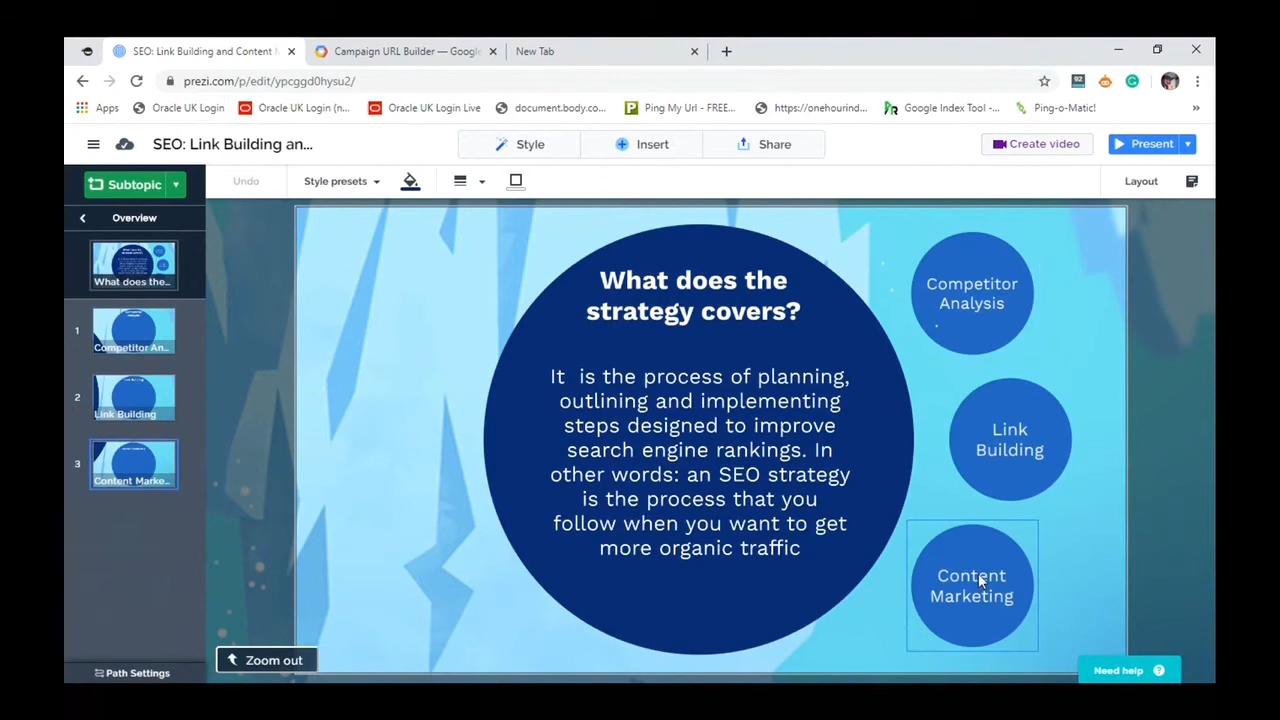 SEO: Link Building and Content M
Campaign URL Builder — Google
New Tab
prezi.com/p/edit/ypcggd0hysu2/
92
Apps
Oracle UK Login
Oracle UK Login (n...
Oracle UK Login Live
document.body.co...
Ping My Url - FREE...
https://onehourind...
Google Index Tool -...
Ping-o-Matic!
SEO: Link Building an...
Style
Insert
Share
Create video
Present
Subtopic
Undo
Style presets
Layout
Overview
What does the...
1
Competitor An...
2
Link Building
3
Content Marke...
Path Settings
What does the
strategy covers?
It is the process of planning,
outlining and implementing
steps designed to improve
search engine rankings. In
other words: an SEO strategy
is the process that you
follow when you want to get
more organic traffic
Competitor
Analysis
Link
Building
Content
Marketing
Zoom out
Need help ?